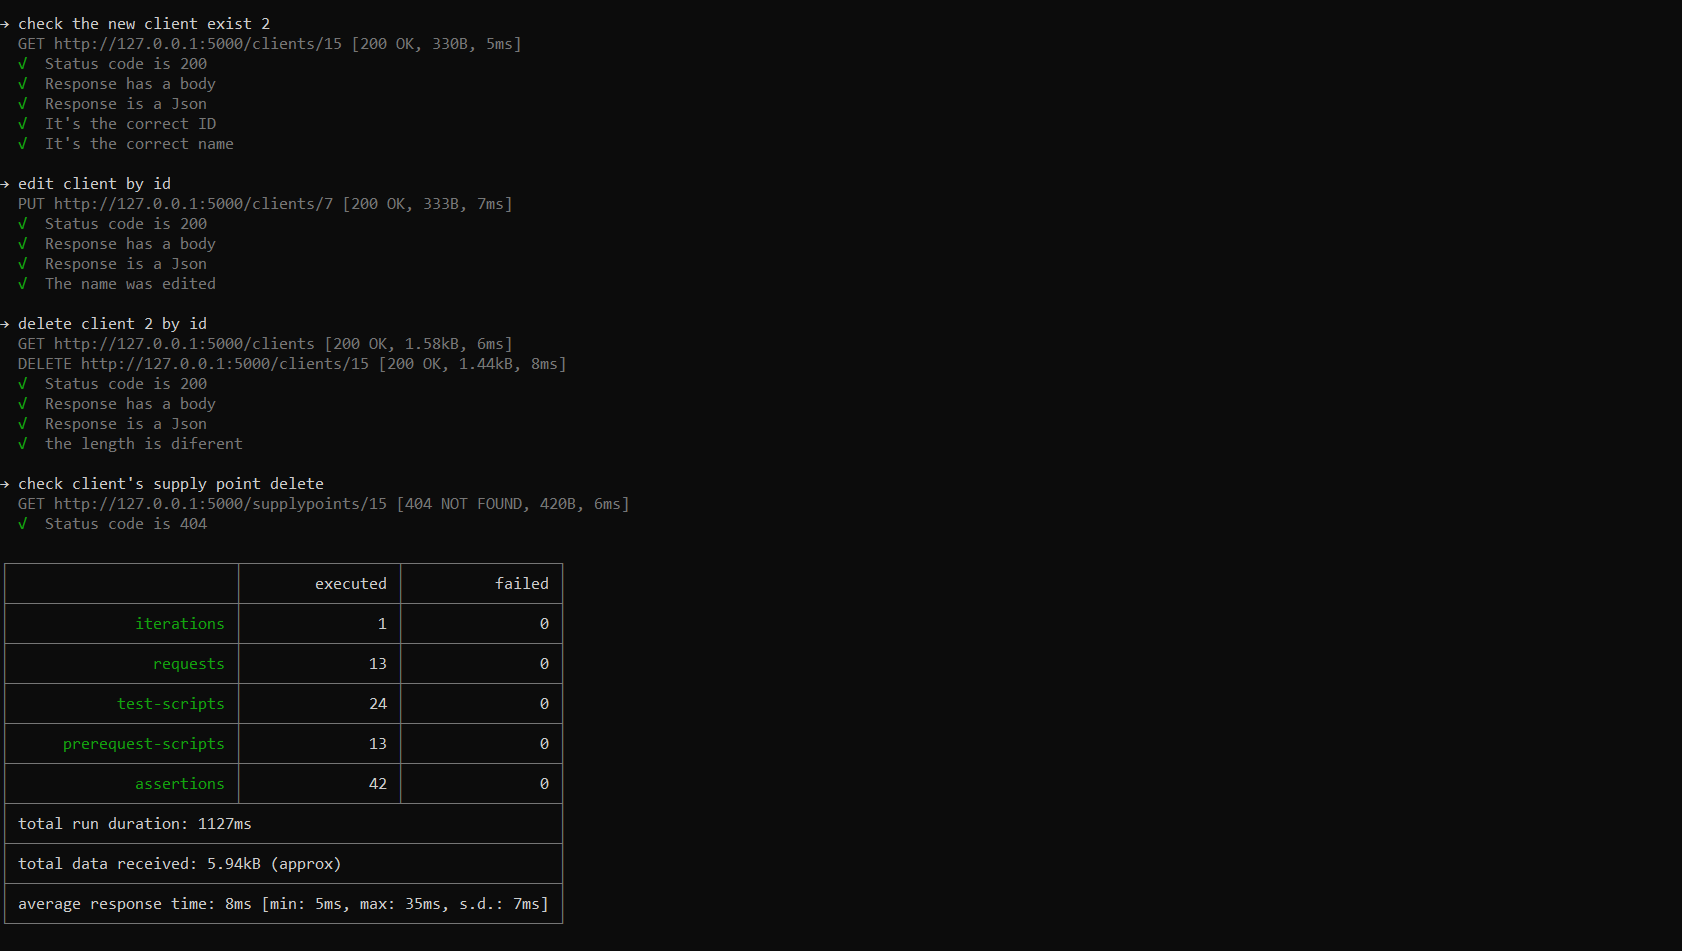 → check the new client exist 2
GET http://127.0.0.1:5000/clients/15 [200 OK, 330B, 5ms]
√ Status code is 200
√ Response has a body
√ Response is a Json
√ It's the correct ID
√ It's the correct name
→ edit client by id
PUT http://127.0.0.1:5000/clients/7 [200 OK, 333B, 7ms]
√ Status code is 200
√ Response has a body
√ Response is a Json
√ The name was edited
→ delete client 2 by id
GET http://127.0.0.1:5000/clients [200 OK, 1.58kB, 6ms]
DELETE http://127.0.0.1:5000/clients/15 [200 OK, 1.44kB, 8ms]
√ Status code is 200
√ Response has a body
√ Response is a Json
√ the length is diferent
→ check client's supply point delete
GET http://127.0.0.1:5000/supplypoints/15 [404 NOT FOUND, 420B, 6ms]
√ Status code is 404
executed failed
iterations 1 0
requests 13 0
test-scripts 24 0
prerequest-scripts 13 0
assertions 42 0
total run duration: 1127ms
total data received: 5.94kB (approx)
average response time: 8ms [min: 5ms, max: 35ms, s.d.: 7ms]